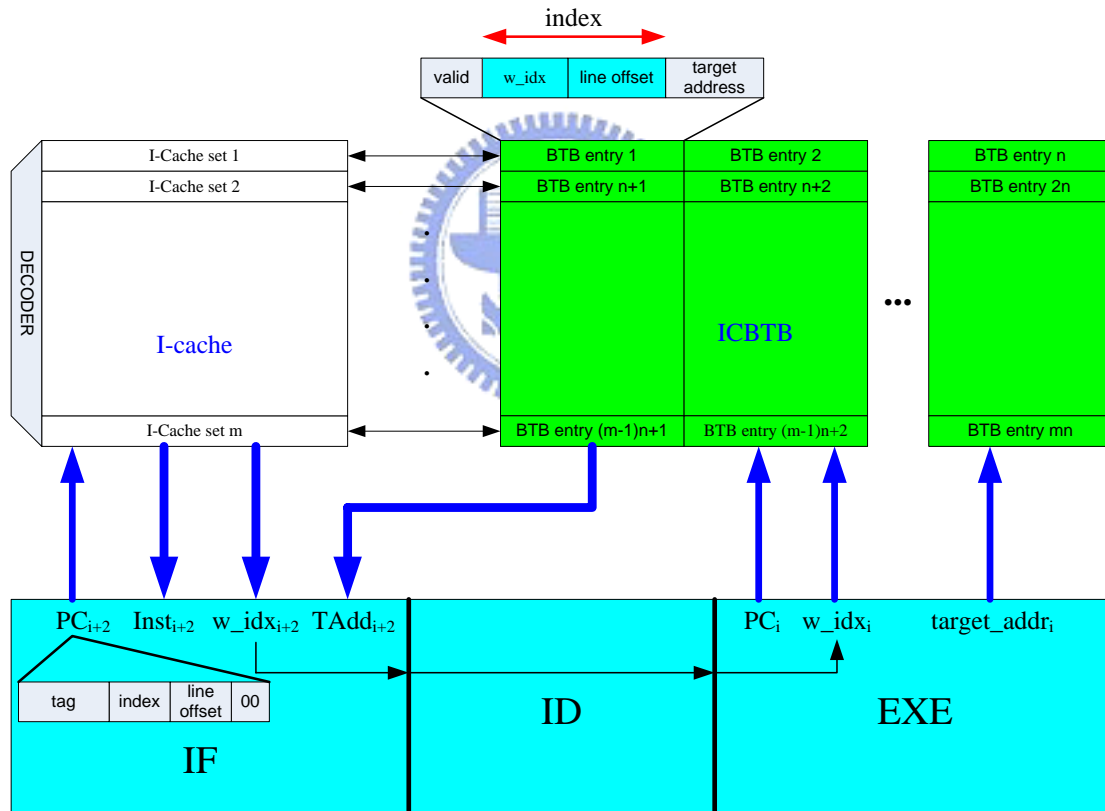 index
valid
w_idx
line offset
target
address
DECODER
I-Cache set 1
I-Cache set 2
I-cache
I-Cache set m
BTB entry 1
BTB entry 2
BTB entry n
BTB entry n+1
BTB entry n+2
BTB entry 2n
...
ICBTB
BTB entry (m-1)n+1
BTB entry (m-1)n+2
BTB entry mn
PCi+2
Insti+2
w_idxi+2
TAddi+2
PCi
w_idxi
target_addri
tag
index
line
offset
00
IF
ID
EXE